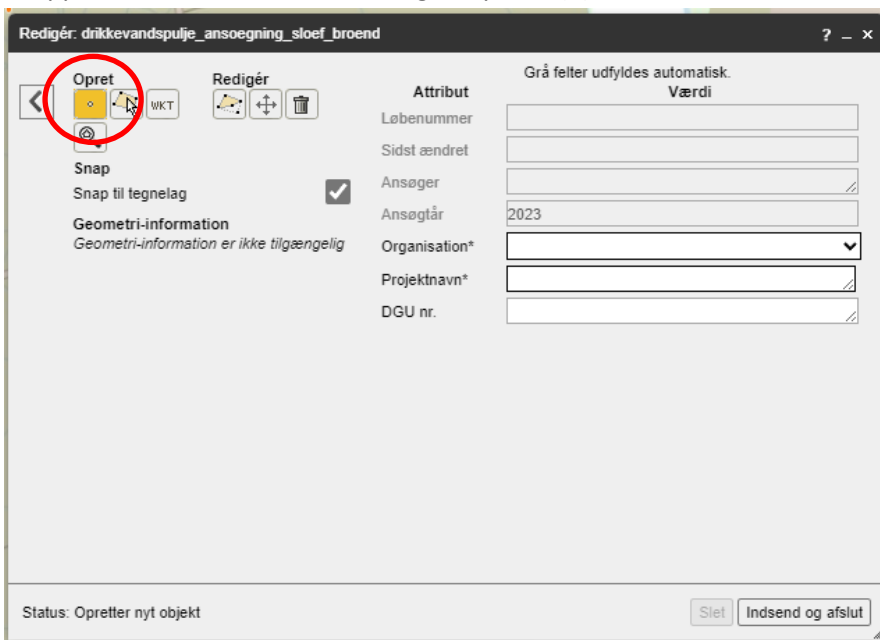 Redigér: drikkevandspulje_ansoegning_sloef_broend
? _ x
Opret
Redigér
WKT
Snap
Snap til tegnelag
Geometri-information
Geometri-information er ikke tilgængelig
Grå felter udfyldes automatisk.
Attribut Værdi
Løbenummer
Sidst ændret
Ansøger
Ansøgtår 2023
Organisation*
Projektnavn*
DGU nr.
Status: Opretter nyt objekt
Slet
Indsend og afslut